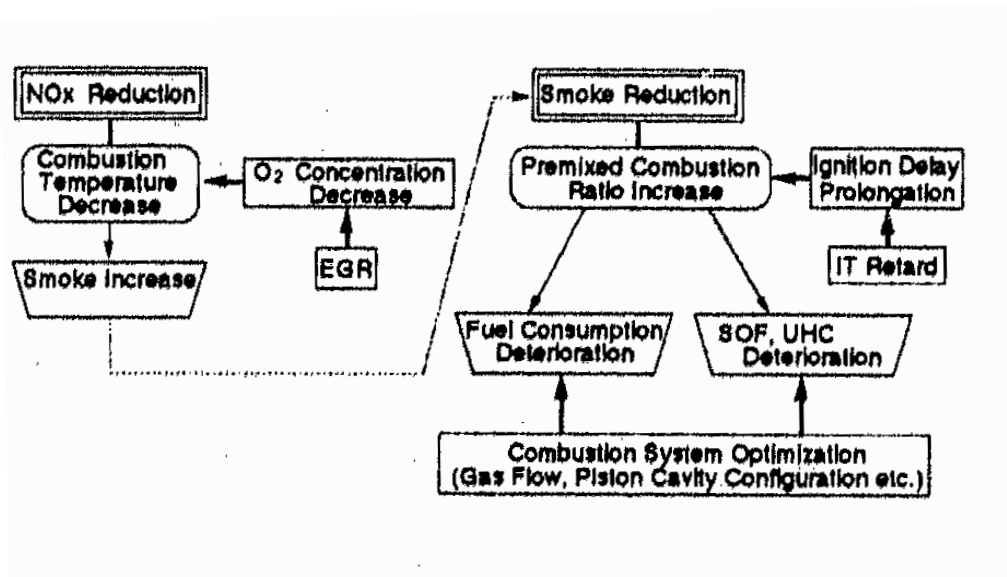 NOx Reduction
Combustion
Temperature
Decrease
O₂ Concentration
Decrease
EGR
Smoke Increase
Smoke Reduction
Premixed Combustion
Ratio Increase
Ignition Delay
Prolongation
IT Retard
Fuel Consumption
Deterioration
SOF, UHC
Deterioration
Combustion System Optimization
(Gas Flow, Piston Cavity Configuration etc.)